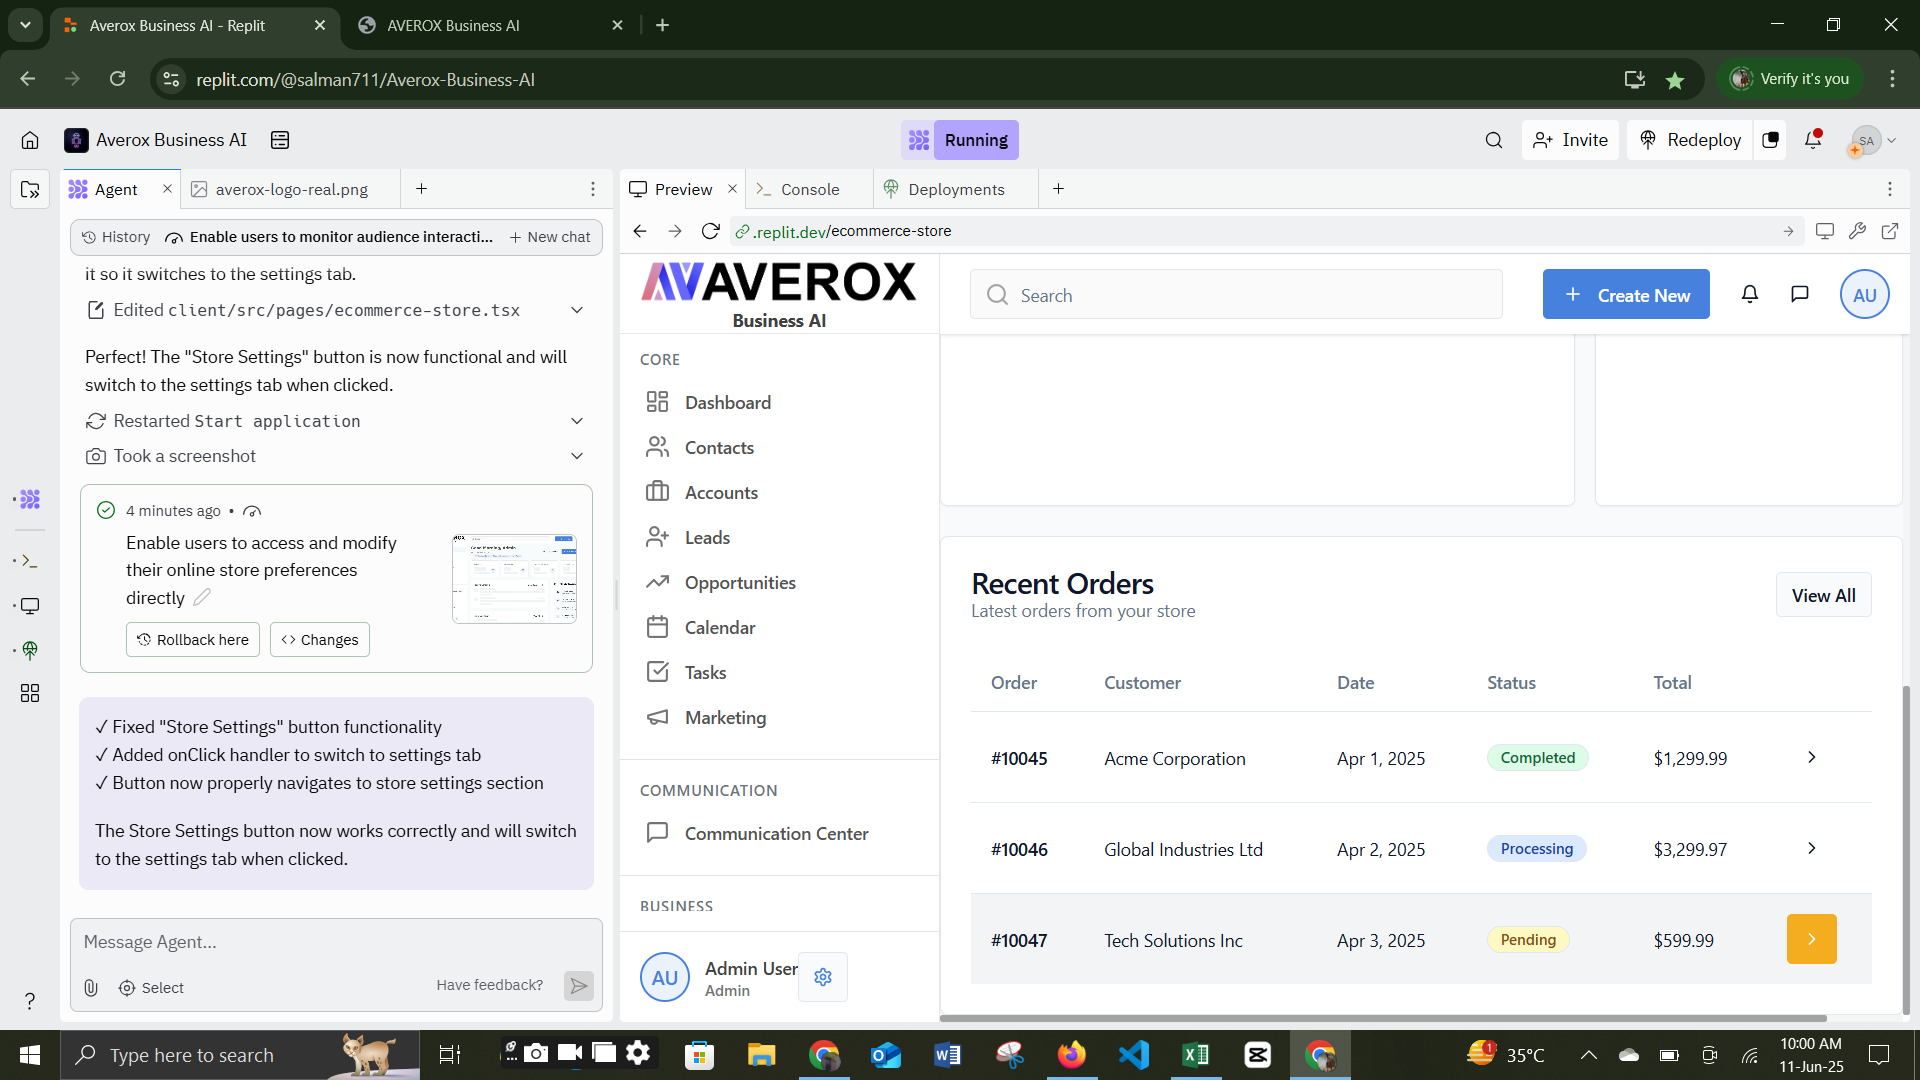 Averox Business AI - Replit
AVEROX Business AI
replit.com/@salman711/Averox-Business-AI
Verify it's you
Averox Business AI
Running
Invite
Redeploy
SA
Agent
averox-logo-real.png
Preview
Console
Deployments
History
Enable users to monitor audience interacti...
New chat
.replit.dev/ecommerce-store
it so it switches to the settings tab.
Edited client/src/pages/ecommerce-store.tsx
Perfect! The "Store Settings" button is now functional and will
switch to the settings tab when clicked.
Restarted Start application
Took a screenshot
4 minutes ago •
Enable users to access and modify
their online store preferences
directly
Rollback here
Changes
✓ Fixed "Store Settings" button functionality
✓ Added onClick handler to switch to settings tab
✓ Button now properly navigates to store settings section
The Store Settings button now works correctly and will switch
to the settings tab when clicked.
Message Agent...
Select
Have feedback?
AVEROX
Business AI
Search
Create New
AU
CORE
Dashboard
Contacts
Accounts
Leads
Opportunities
Calendar
Tasks
Marketing
COMMUNICATION
Communication Center
BUSINESS
AU
Admin User
Admin
Recent Orders
Latest orders from your store
View All
Order Customer Date Status Total
#10045 Acme Corporation Apr 1, 2025 Completed $1,299.99
#10046 Global Industries Ltd Apr 2, 2025 Processing $3,299.97
#10047 Tech Solutions Inc Apr 3, 2025 Pending $599.99
Type here to search
1
35°C
10:00 AM
11-Jun-25